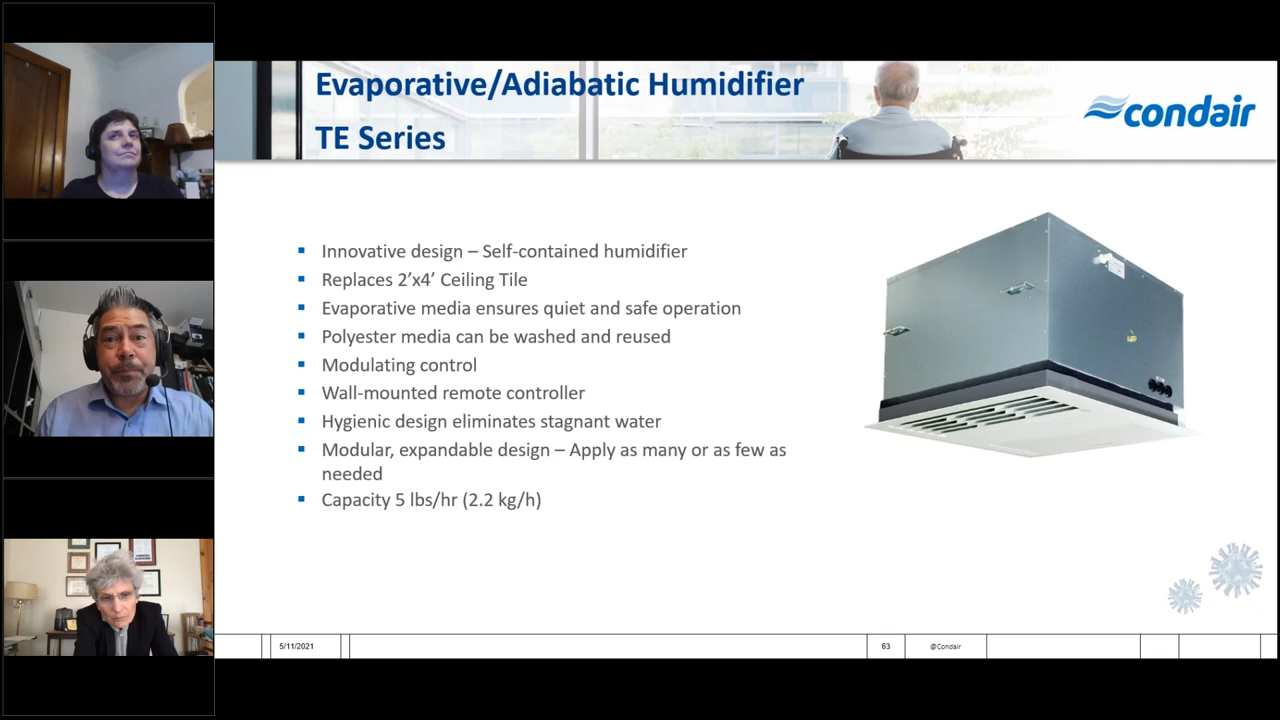 Evaporative/Adiabatic Humidifier
TE Series
condair
Innovative design – Self-contained humidifier
Replaces 2’x4’ Ceiling Tile
Evaporative media ensures quiet and safe operation
Polyester media can be washed and reused
Modulating control
Wall-mounted remote controller
Hygienic design eliminates stagnant water
Modular, expandable design – Apply as many or as few as
needed
Capacity 5 lbs/hr (2.2 kg/h)
5/11/2021
63
@Condair